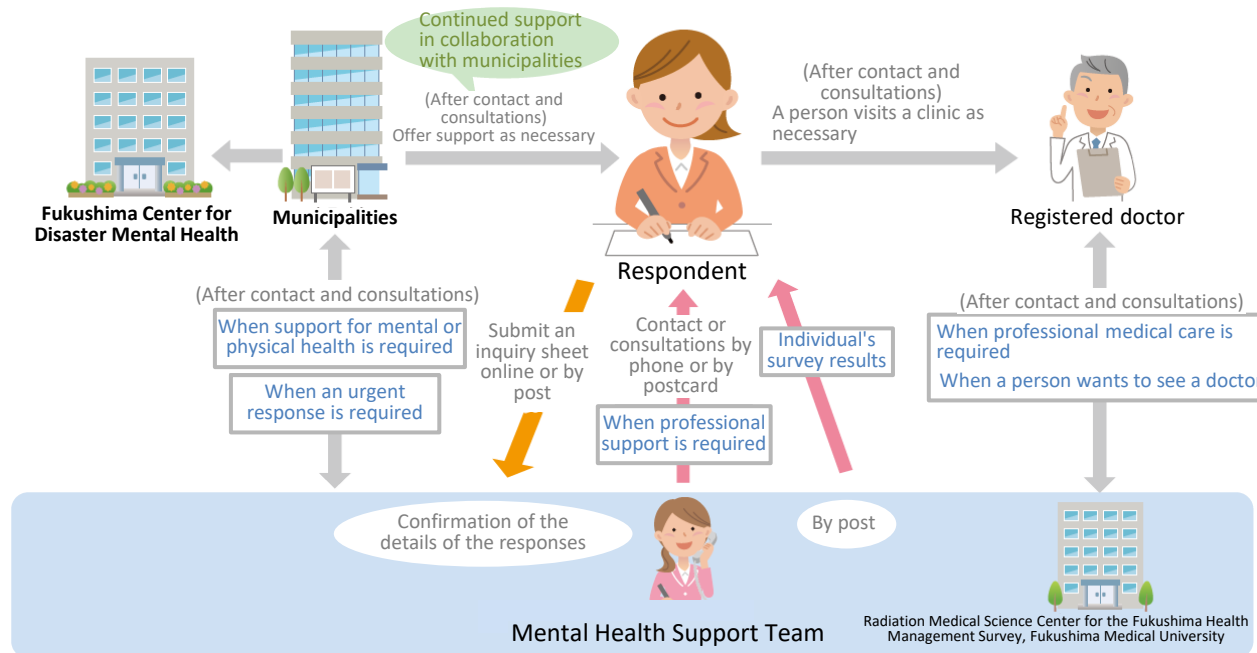 Continued support
in collaboration
with municipalities
(After contact and
consultations)
Offer support as necessary
(After contact and
consultations)
A person visits a clinic as
necessary
Fukushima Center for
Disaster Mental Health
Municipalities
Respondent
Registered doctor
(After contact and consultations)
When support for mental or
physical health is required
When an urgent
response is required
Submit an
inquiry sheet
online or by
post
Contact or
consultations by
phone or by
postcard
When professional
support is required
Individual's
survey results
(After contact and consultations)
When professional medical care is
required
When a person wants to see a doctor
Confirmation of the
details of the responses
By post
Mental Health Support Team
Radiation Medical Science Center for the Fukushima Health
Management Survey, Fukushima Medical University